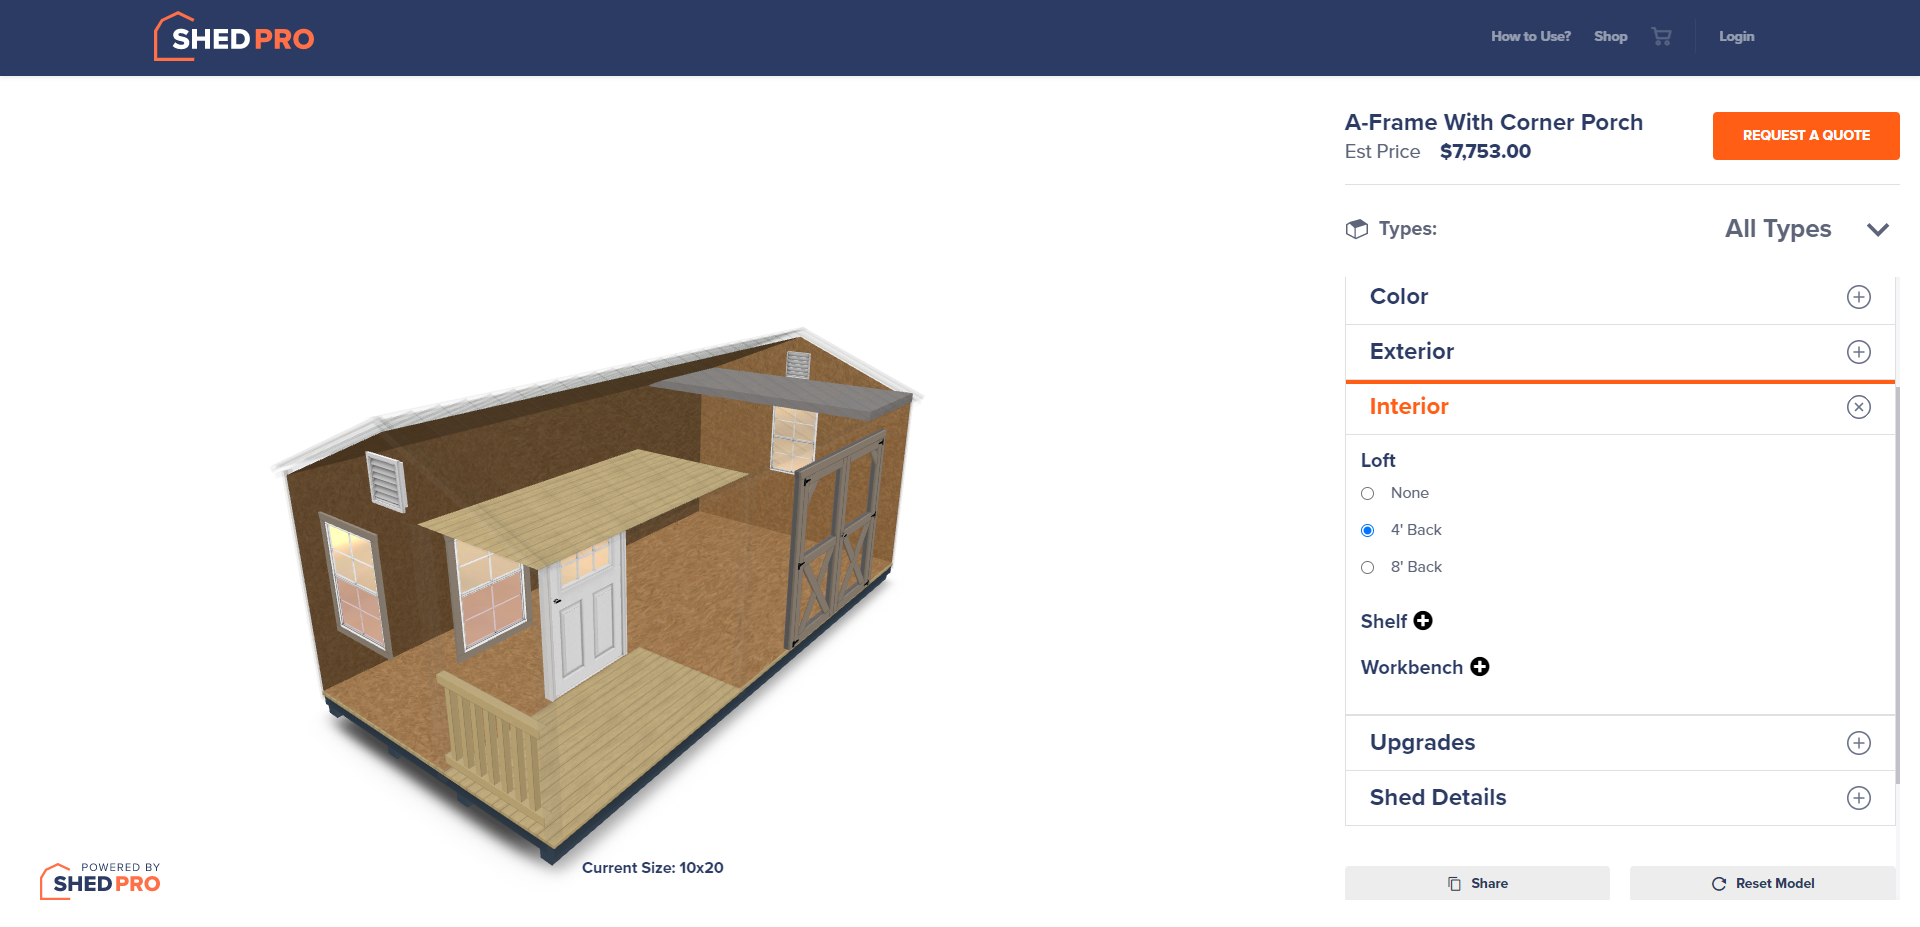 SHED PRO
How to Use?
Shop
Login
A-Frame With Corner Porch
Est Price $7,753.00
REQUEST A QUOTE
Types:
All Types
Color
Exterior
Interior
Loft
None
4' Back
8' Back
Shelf
Workbench
Upgrades
Shed Details
Share
Reset Model
Current Size: 10x20
POWERED BY
SHED PRO